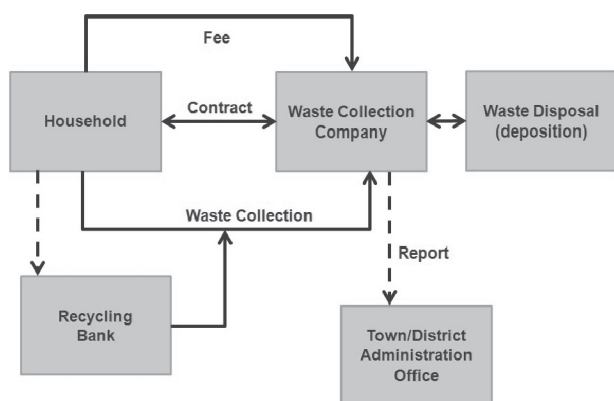 Fee
Household
Contract
Waste Collection
Company
Waste Disposal
(deposition)
Waste Collection
Report
Recycling
Bank
Town/District
Administration
Office